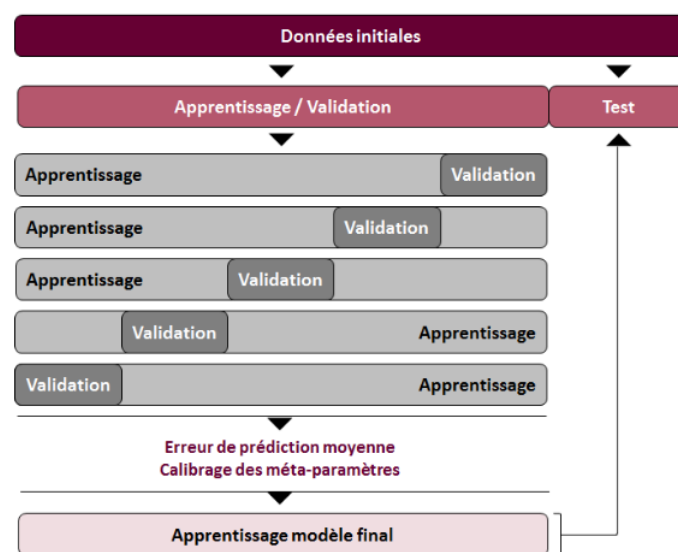 Données initiales
Apprentissage / Validation
Test
Apprentissage
Validation
Apprentissage
Validation
Apprentissage
Validation
Validation
Apprentissage
Validation
Apprentissage
Erreur de prédiction moyenne
Calibrage des méta-paramètres
Apprentissage modèle final